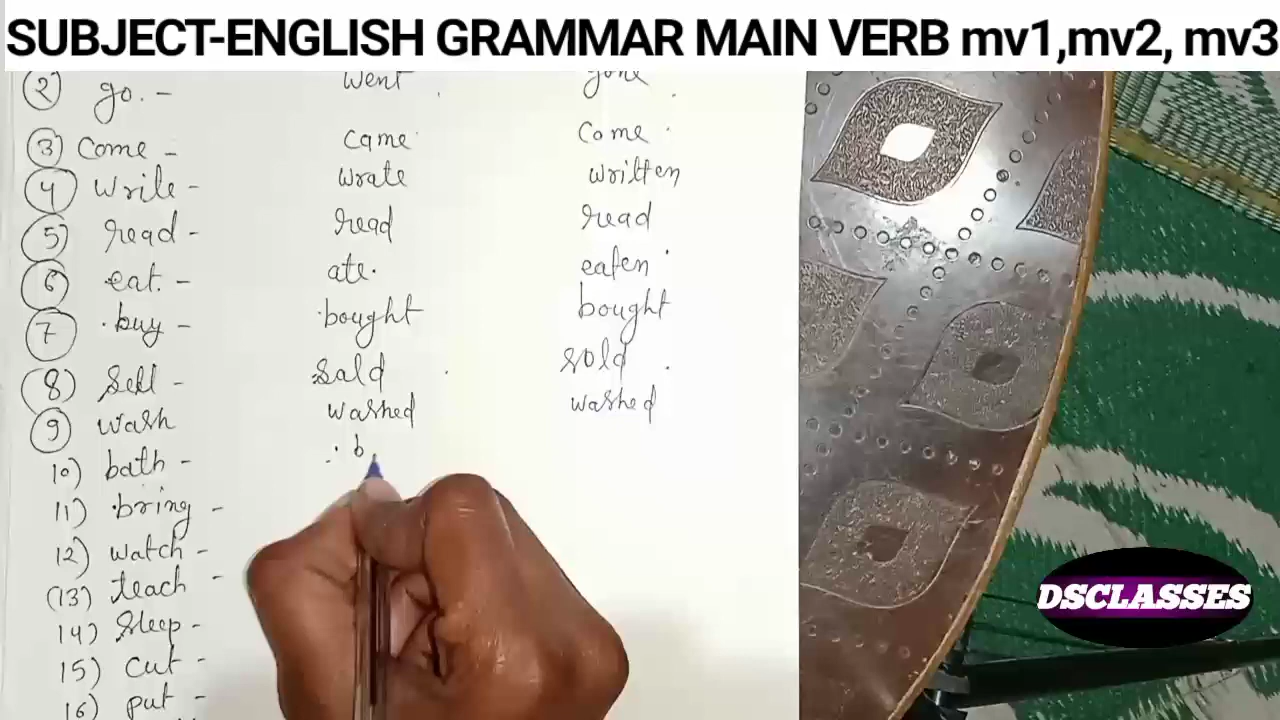 SUBJECT-ENGLISH GRAMMAR MAIN VERB mv1,mv2, mv3
2 go. - went gone
3 Come - Came Come
4 Write - wrate written
5 read - read read
6 eat. - ate. eaten
7 buy - bought bought
8) Sell - Sald sold
9 wash washed washed
10) bath - b
11) bring -
12) watch -
(13) teach -
14) Sleep -
15) Cut -
16) put -
DSCLASSES